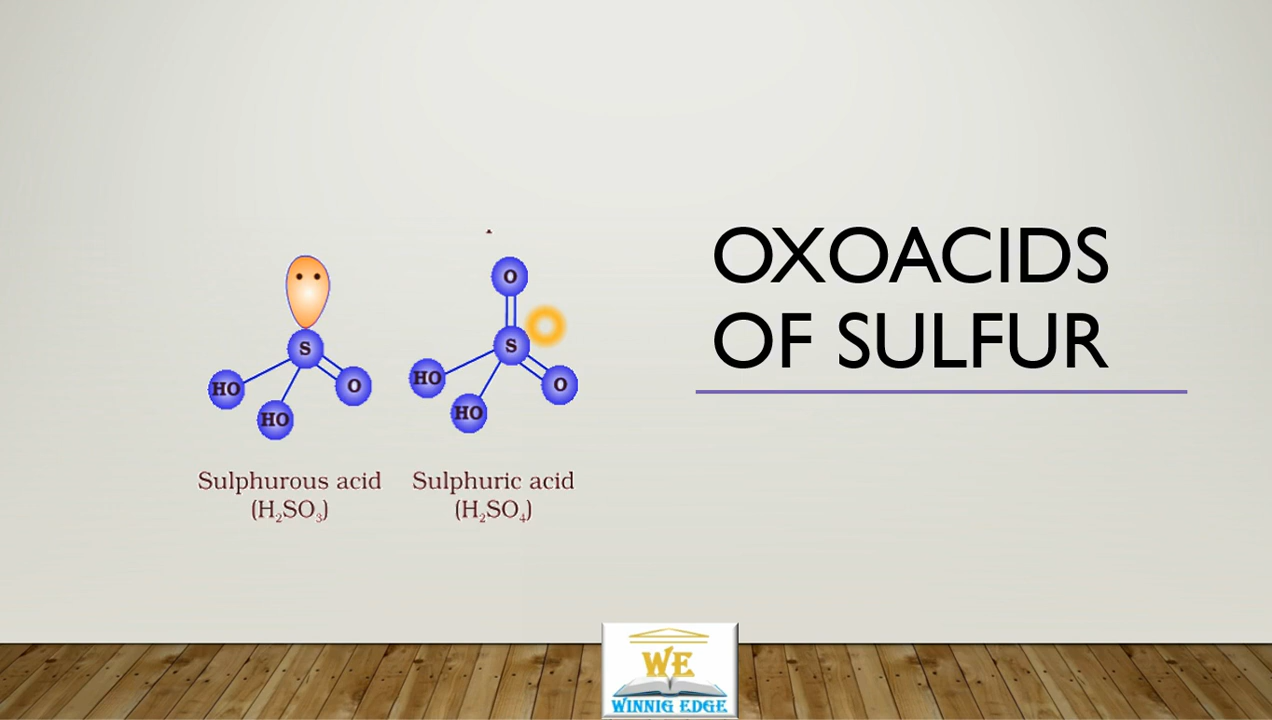 OXOACIDS
OF SULFUR
O
S
S
HO
O
HO
O
HO
HO
Sulphurous acid
(H₂SO₃)
Sulphuric acid
(H₂SO₄)
WE
WINNIG EDGE